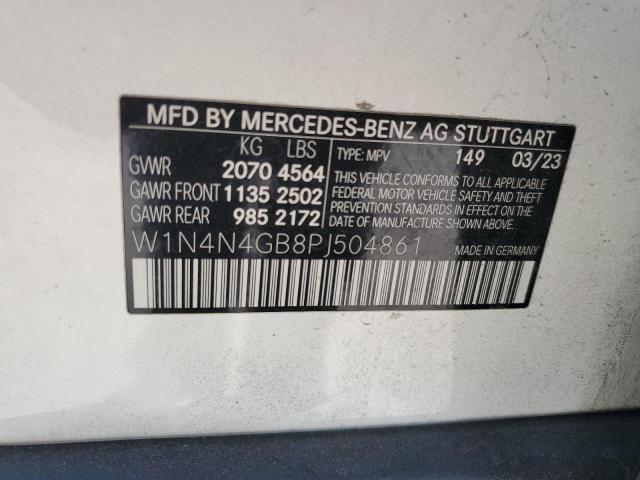 MFD BY MERCEDES-BENZ AG STUTTGART
KG LBS
GVWR 2070 4564
GAWR FRONT 1135 2502
GAWR REAR 985 2172
TYPE: MPV 149 03/23
THIS VEHICLE CONFORMS TO ALL APPLICABLE
FEDERAL MOTOR VEHICLE SAFETY AND THEFT
PREVENTION STANDARDS IN EFFECT ON THE
DATE OF MANUFACTURE SHOWN ABOVE.
W1N4N4GB8PJ504861
MADE IN GERMANY